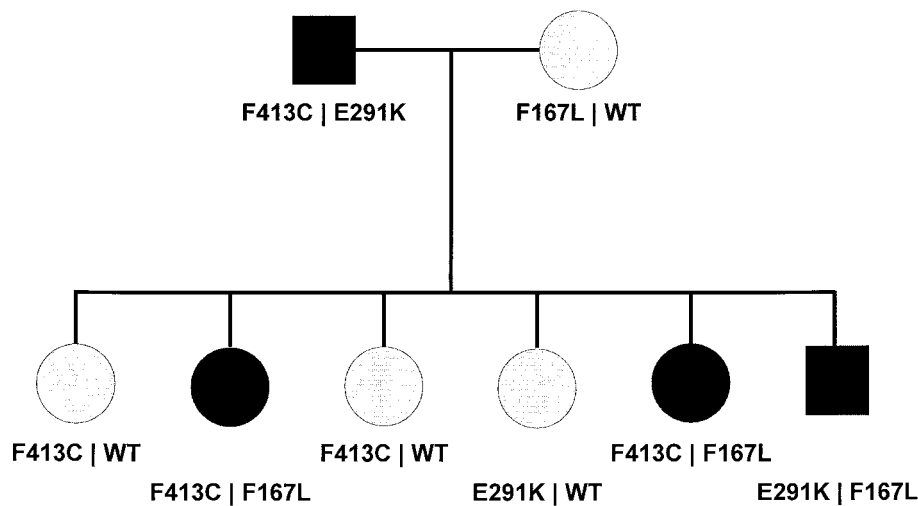 F413C | E291K
F167L | WT
F413C | WT
F413C | F167L
F413C | WT
E291K | WT
F413C | F167L
E291K | F167L